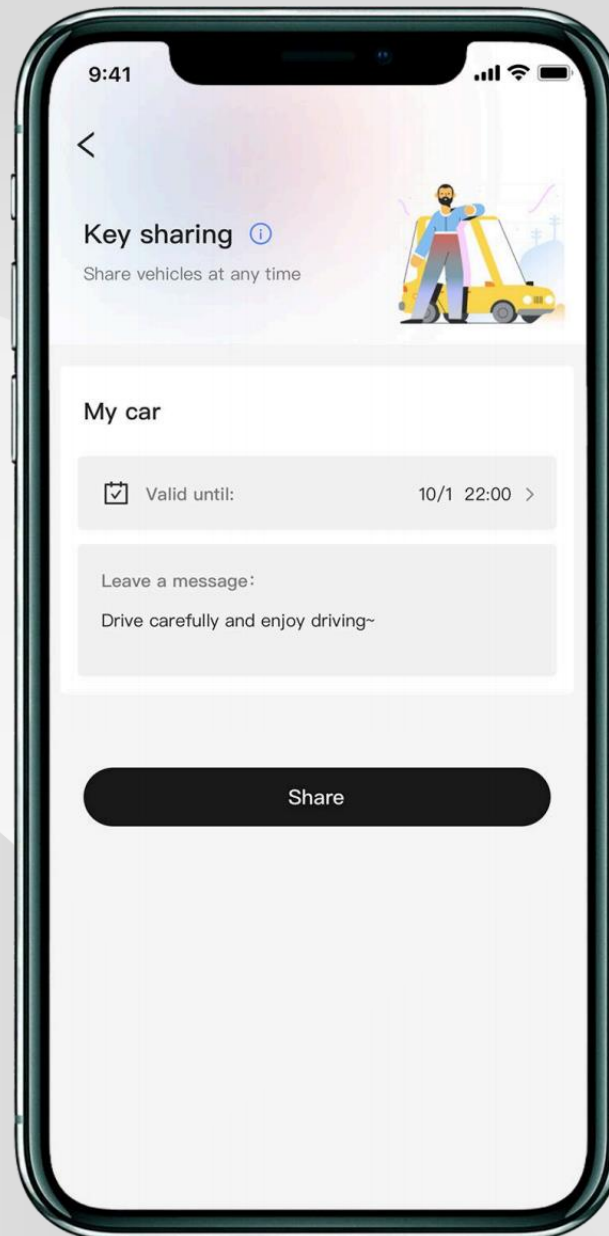 9:41
Key sharing
Share vehicles at any time
My car
Valid until: 10/1 22:00
Leave a message:
Drive carefully and enjoy driving~
Share